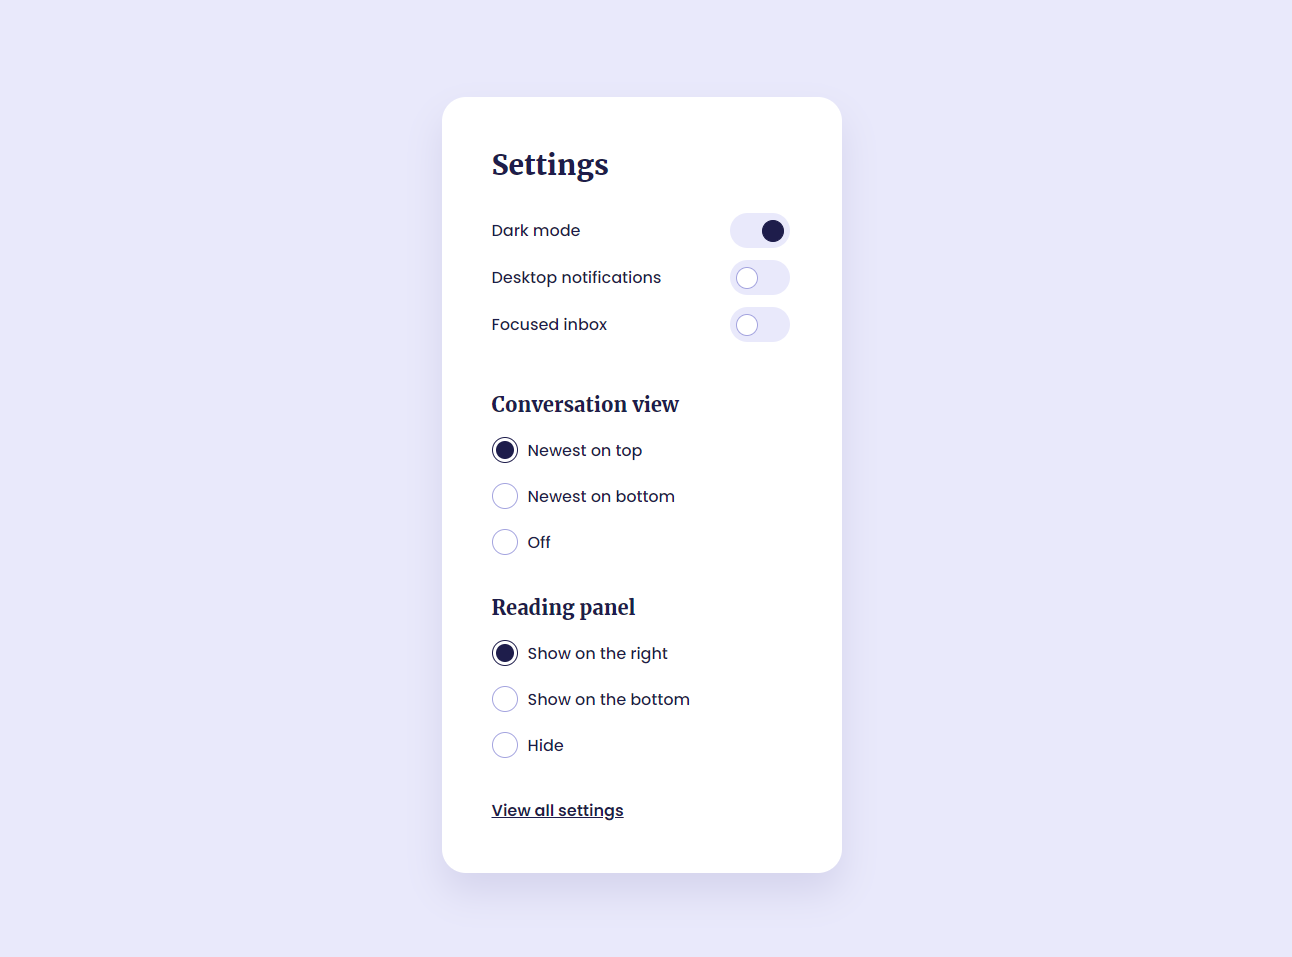 Settings
Dark mode
Desktop notifications
Focused inbox
Conversation view
Newest on top
Newest on bottom
Off
Reading panel
Show on the right
Show on the bottom
Hide
View all settings